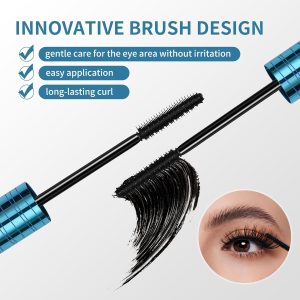 INNOVATIVE BRUSH DESIGN
gentle care for the eye area without irritation
easy application
long-lasting curl